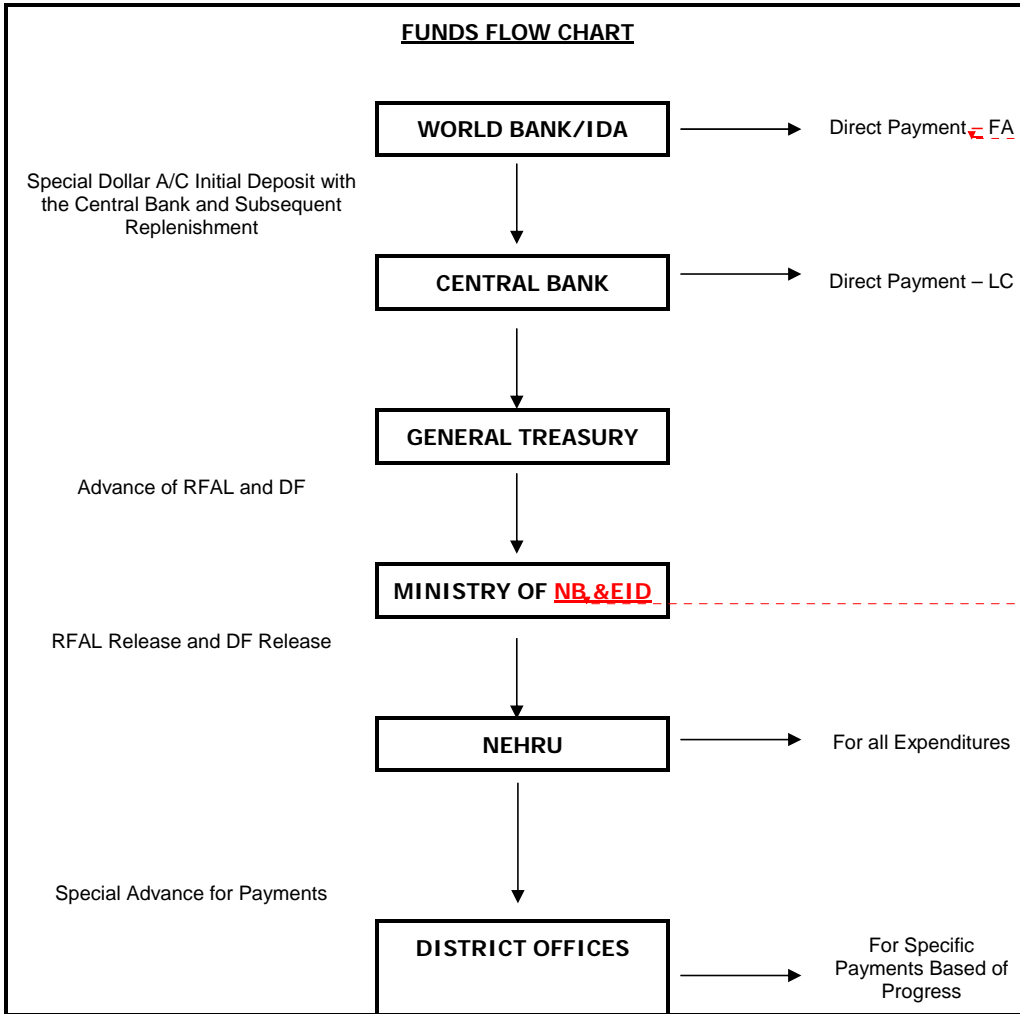 FUNDS FLOW CHART
WORLD BANK/IDA
Direct Payment – FA
Special Dollar A/C Initial Deposit with
the Central Bank and Subsequent
Replenishment
CENTRAL BANK
Direct Payment – LC
GENERAL TREASURY
Advance of RFAL and DF
MINISTRY OF NB &EID
RFAL Release and DF Release
NEHRU
For all Expenditures
Special Advance for Payments
DISTRICT OFFICES
For Specific
Payments Based of
Progress